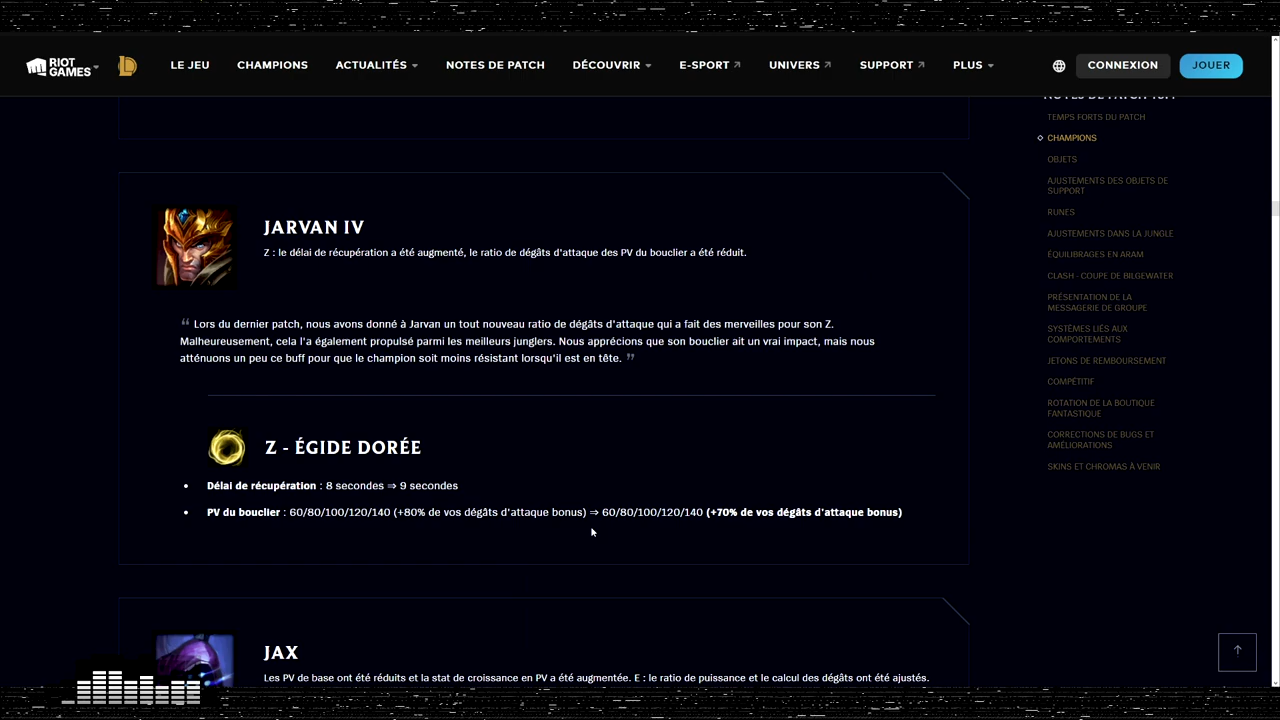 RIOT GAMES
LE JEU CHAMPIONS ACTUALITÉS NOTES DE PATCH DÉCOUVRIR E-SPORT UNIVERS SUPPORT PLUS CONNEXION JOUER
JARVAN IV
Z : le délai de récupération a été augmenté, le ratio de dégâts d'attaque des PV du bouclier a été réduit.
Lors du dernier patch, nous avons donné à Jarvan un tout nouveau ratio de dégâts d'attaque qui a fait des merveilles pour son Z.
Malheureusement, cela l'a également propulsé parmi les meilleurs junglers. Nous apprécions que son bouclier ait un vrai impact, mais nous
atténuons un peu ce buff pour que le champion soit moins résistant lorsqu'il est en tête.
Z - ÉGIDE DORÉE
Délai de récupération : 8 secondes ⇒ 9 secondes
PV du bouclier : 60/80/100/120/140 (+80% de vos dégâts d'attaque bonus) ⇒ 60/80/100/120/140 (+70% de vos dégâts d'attaque bonus)
JAX
Les PV de base ont été réduits et la stat de croissance en PV a été augmentée. E : le ratio de puissance et le calcul des dégâts ont été ajustés.
TEMPS FORTS DU PATCH
CHAMPIONS
OBJETS
AJUSTEMENTS DES OBJETS DE
SUPPORT
RUNES
AJUSTEMENTS DANS LA JUNGLE
ÉQUILIBRAGES EN ARAM
CLASH - COUPE DE BILGEWATER
PRÉSENTATION DE LA
MESSAGERIE DE GROUPE
SYSTÈMES LIÉS AUX
COMPORTEMENTS
JETONS DE REMBOURSEMENT
COMPÉTITIF
ROTATION DE LA BOUTIQUE
FANTASTIQUE
CORRECTIONS DE BUGS ET
AMÉLIORATIONS
SKINS ET CHROMAS À VENIR